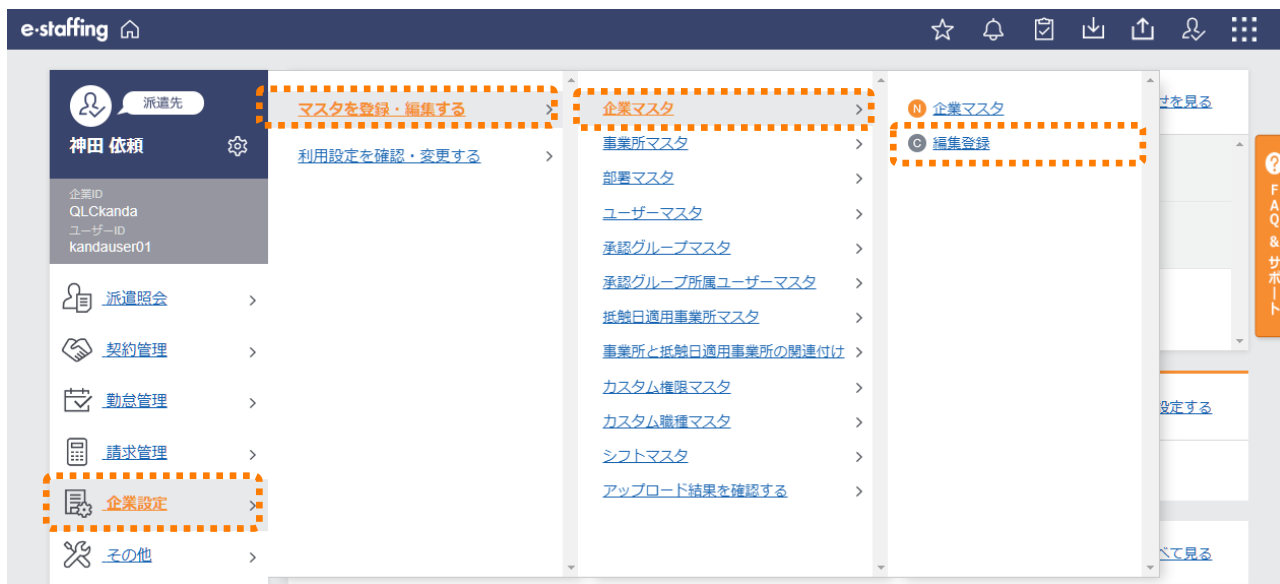 e-staffing
派遣先
神田 依頼
企業ID
QLCkanda
ユーザーID
kandauser01
派遣照会
契約管理
勤怠管理
請求管理
企業設定
その他
マスタを登録・編集する
利用設定を確認・変更する
企業マスタ
事業所マスタ
部署マスタ
ユーザーマスタ
承認グループマスタ
承認グループ所属ユーザーマスタ
抵触日適用事業所マスタ
事業所と抵触日適用事業所の関連付け
カスタム権限マスタ
カスタム職種マスタ
シフトマスタ
アップロード結果を確認する
N 企業マスタ
C 編集登録
せを見る
設定する
べて見る
? FAQ & サポート